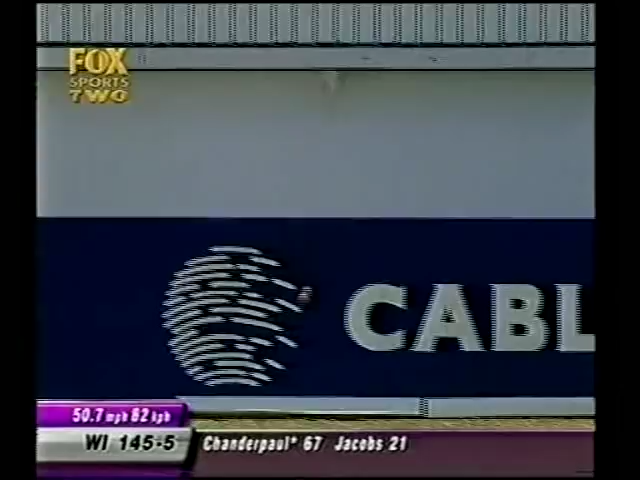 FOX
SPORTS
TWO
CABL
50.7 mph 82 kph
WI 145-5 Chanderpaul* 67 Jacobs 21